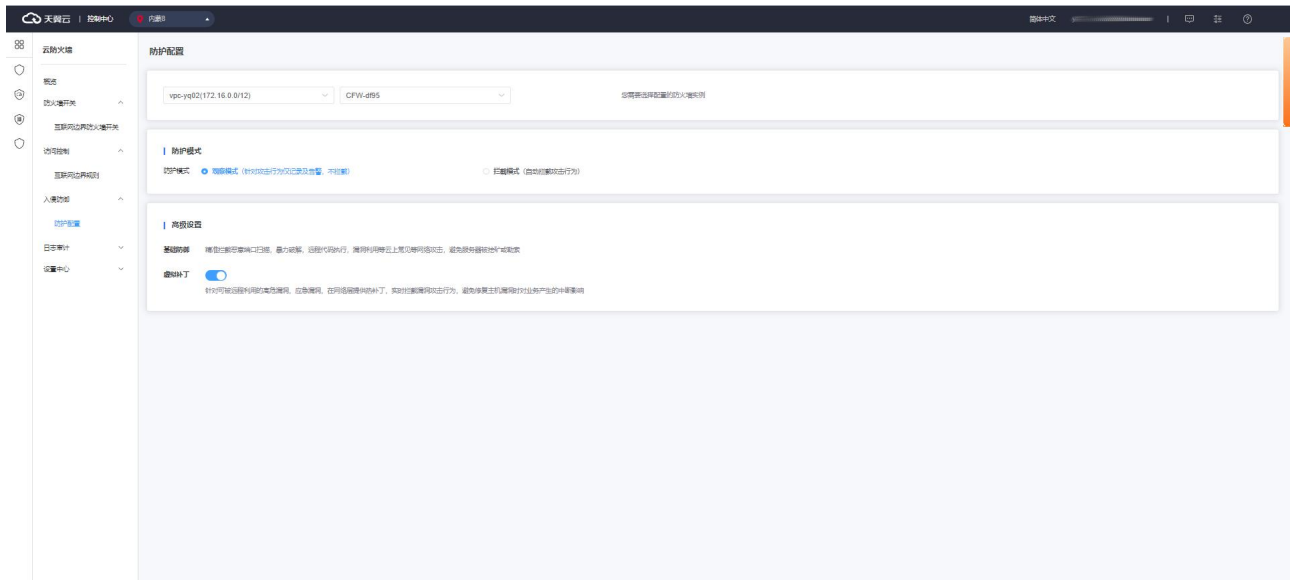 天翼云 | 控制中心 内蒙8 简体中文
云防火墙
概览
防火墙开关
互联网边界防火墙开关
访问控制
互联网边界规则
入侵防御
防护配置
日志审计
设置中心
防护配置
vpc-yq02(172.16.0.0/12) CFW-df95 您需要选择配置的防火墙实例
防护模式
防护模式 观察模式（针对攻击行为仅记录及告警，不拦截） 拦截模式（自动拦截攻击行为）
高级设置
基础防御 精准拦截恶意端口扫描、暴力破解、远程代码执行、漏洞利用等云上常见等网络攻击，避免服务器被挖矿或勒索
虚拟补丁
针对可被远程利用的高危漏洞、应急漏洞，在网络层提供热补丁，实时拦截漏洞攻击行为，避免修复主机漏洞时对业务产生的中断影响